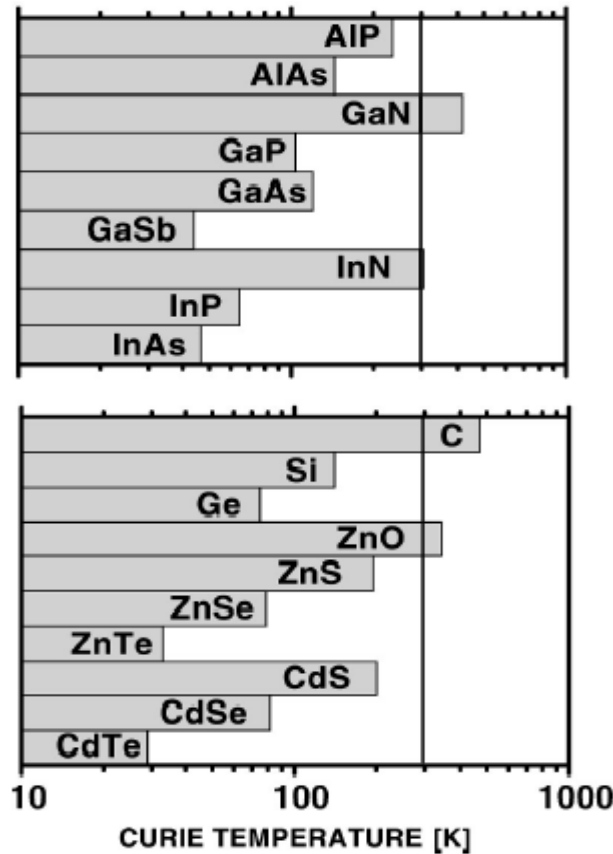 AlP
AlAs
GaN
GaP
GaAs
GaSb
InN
InP
InAs
C
Si
Ge
ZnO
ZnS
ZnSe
ZnTe
CdS
CdSe
CdTe
10 100 1000
CURIE TEMPERATURE [K]